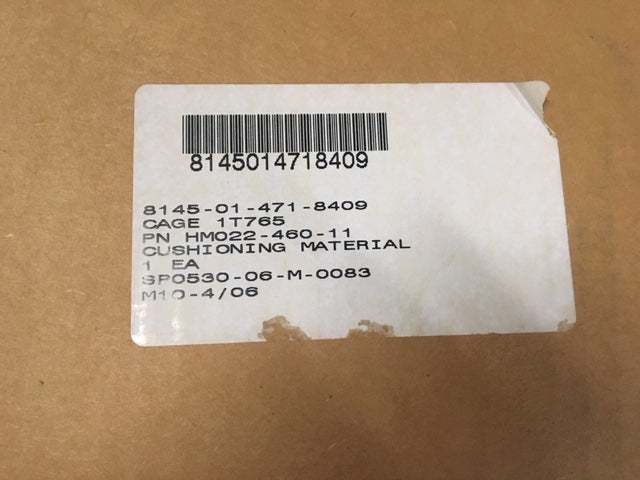 8145014718409
8145-01-471-8409
CAGE 1T765
PN HM022-460-11
CUSHIONING MATERIAL
1 EA
SP0530-06-M-0083
M10-4/06